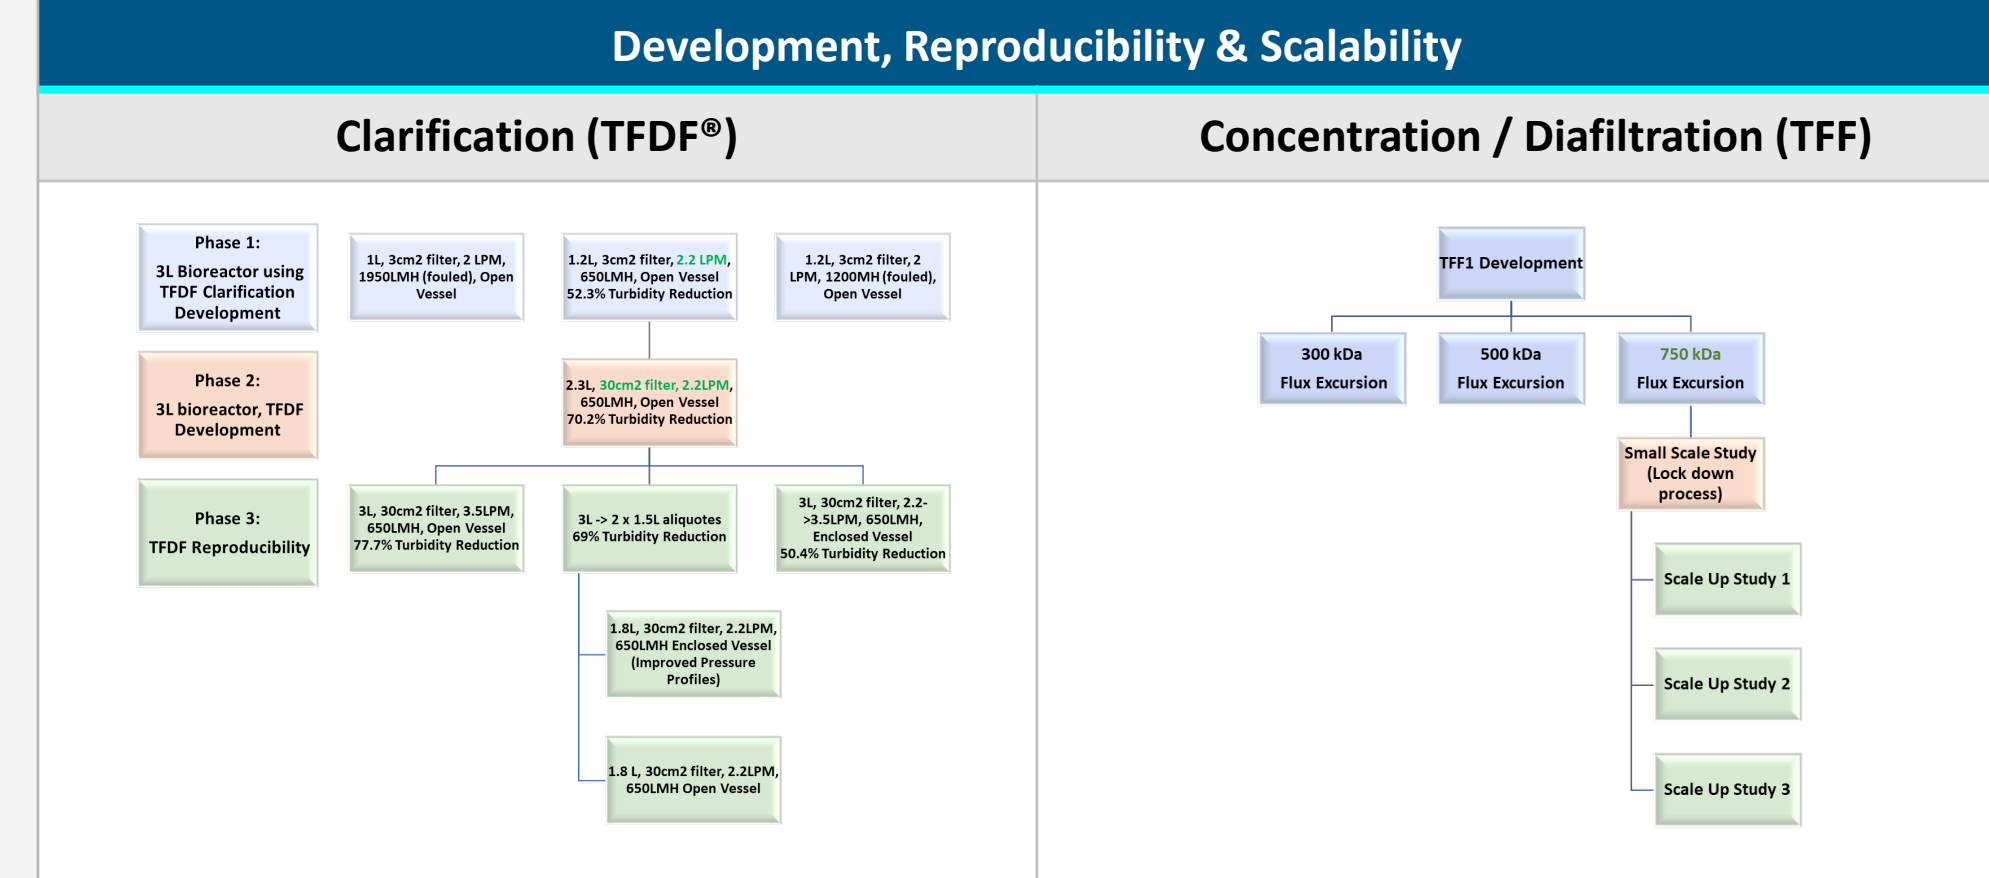 Development, Reproducibility & Scalability
Clarification (TFDF®)
Phase 1:
3L Bioreactor using
TFDF Clarification
Development
1L, 3cm2 filter, 2 LPM,
1950LMH (fouled), Open
Vessel
1.2L, 3cm2 filter, 2.2 LPM,
650LMH, Open Vessel
52.3% Turbidity Reduction
1.2L, 3cm2 filter, 2
LPM, 1200MH (fouled),
Open Vessel
Phase 2:
3L bioreactor, TFDF
Development
2.3L, 30cm2 filter, 2.2LPM,
650LMH, Open Vessel
70.2% Turbidity Reduction
Phase 3:
TFDF Reproducibility
3L, 30cm2 filter, 3.5LPM,
650LMH, Open Vessel
77.7% Turbidity Reduction
3L -> 2 x 1.5L aliquotes
69% Turbidity Reduction
3L, 30cm2 filter, 2.2-
>3.5LPM, 650LMH,
Enclosed Vessel
50.4% Turbidity Reduction
1.8L, 30cm2 filter, 2.2LPM,
650LMH Enclosed Vessel
(Improved Pressure
Profiles)
1.8 L, 30cm2 filter, 2.2LPM,
650LMH Open Vessel
Concentration / Diafiltration (TFF)
TFF1 Development
300 kDa
Flux Excursion
500 kDa
Flux Excursion
750 kDa
Flux Excursion
Small Scale Study
(Lock down
process)
Scale Up Study 1
Scale Up Study 2
Scale Up Study 3